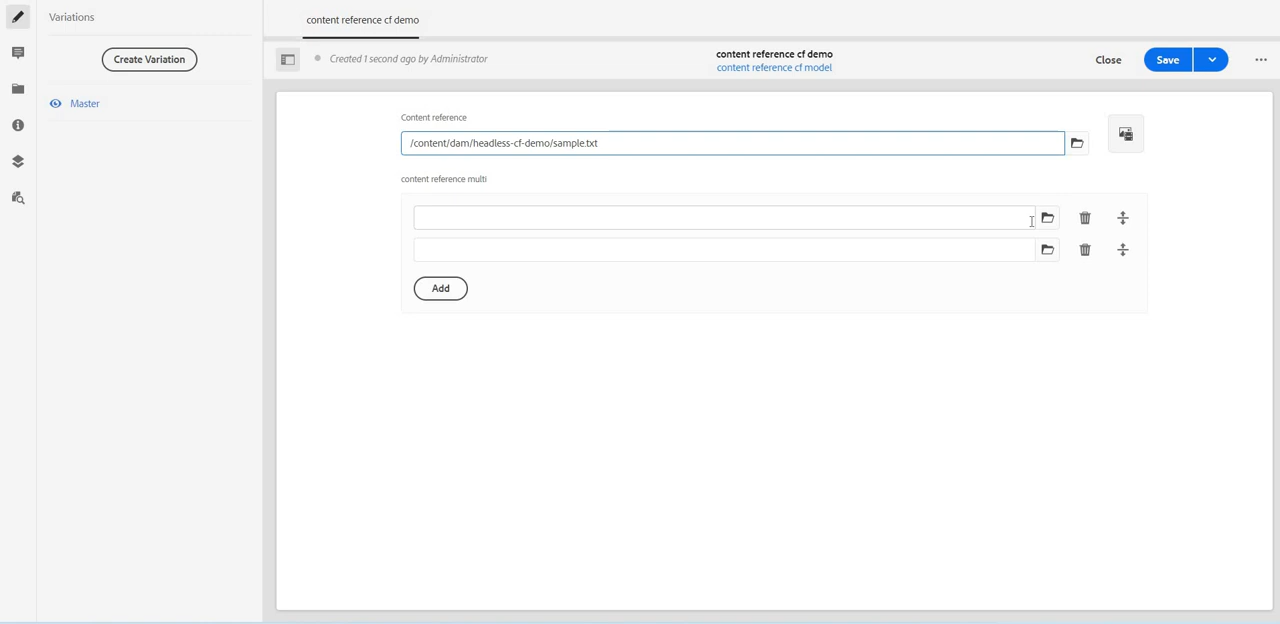 Variations
content reference cf demo
Create Variation
Created 1 second ago by Administrator
content reference cf demo
content reference cf model
Close
Save
Master
Content reference
/content/dam/headless-cf-demo/sample.txt
content reference multi
Add